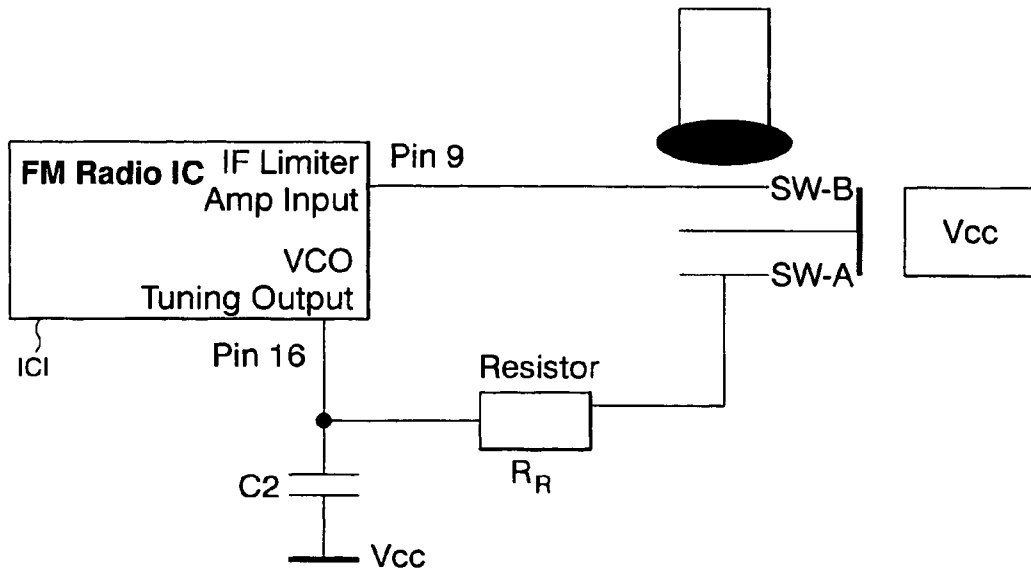 FM Radio IC
IF Limiter
Amp Input
VCO
Tuning Output
Pin 9
SW-B
SW-A
Vcc
ICI
Pin 16
Resistor
RR
C2
Vcc